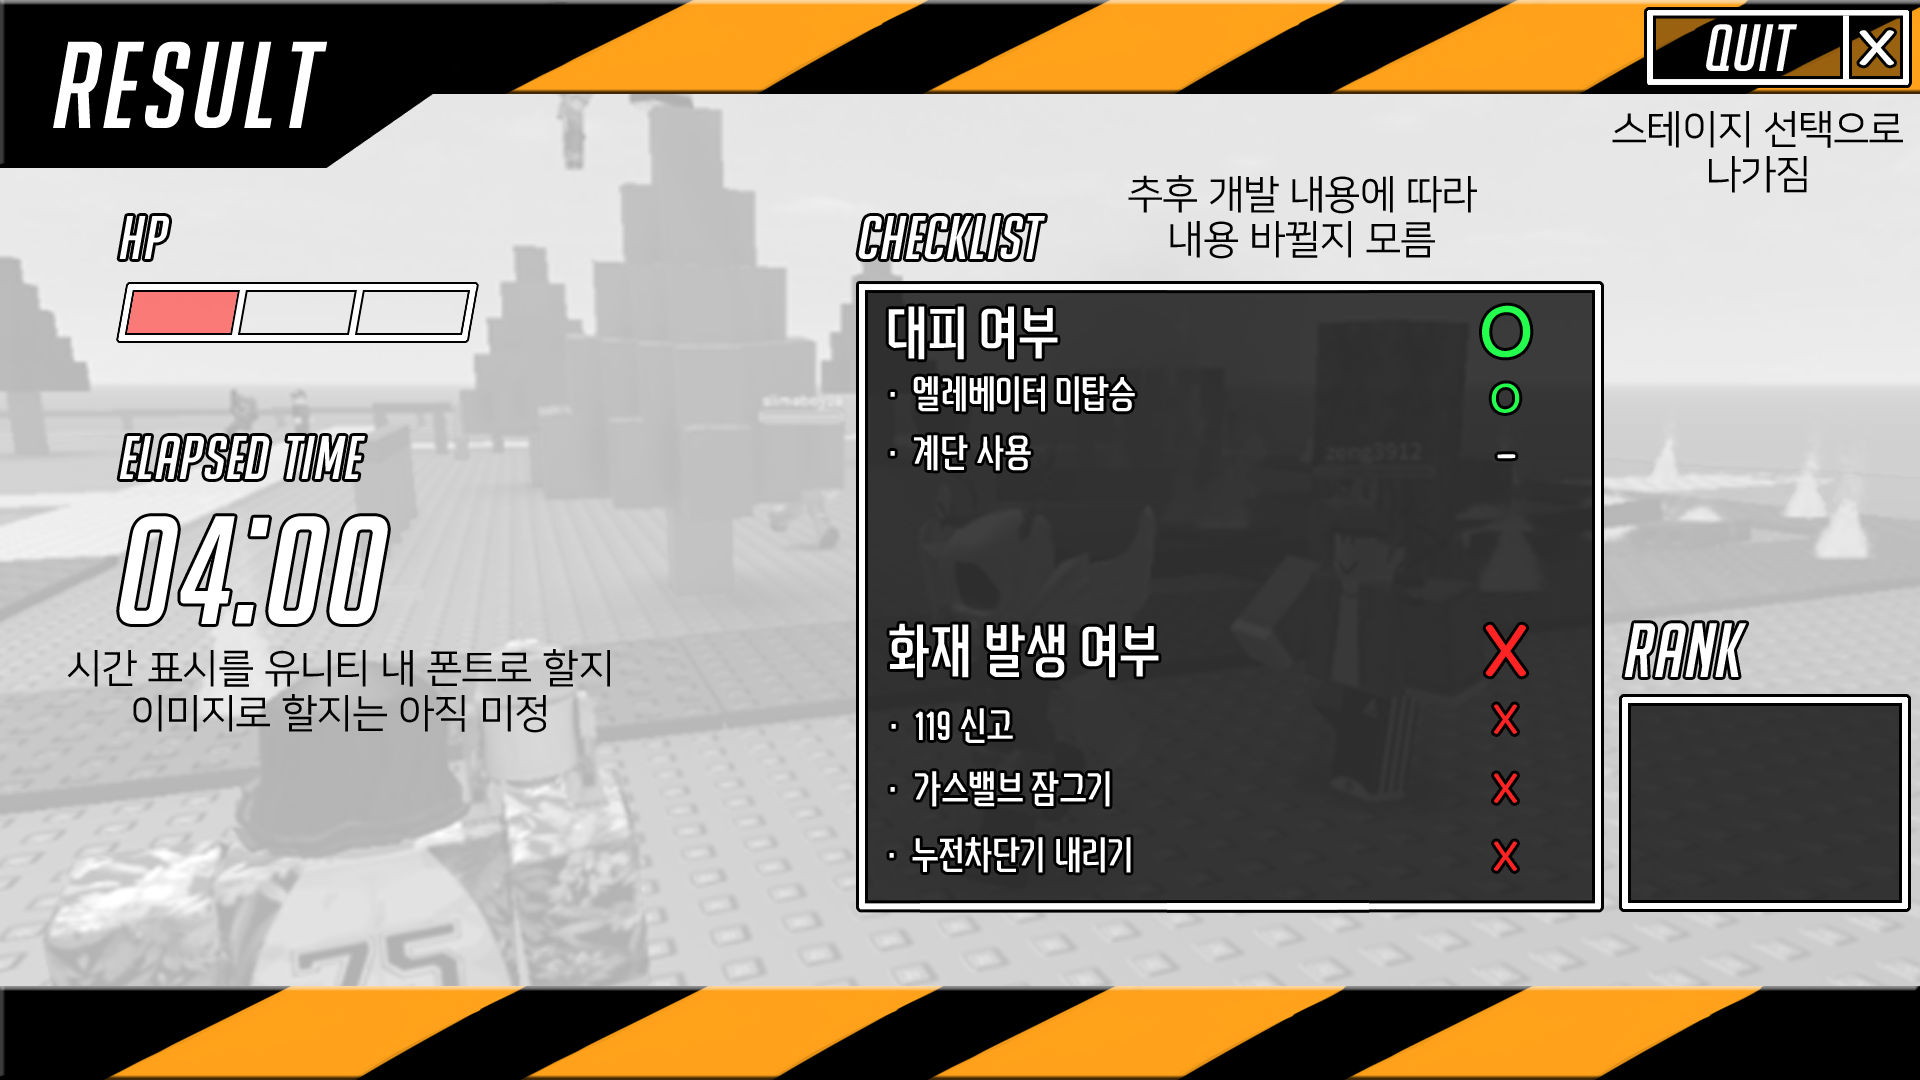 RESULT
QUIT X
스테이지 선택으로
나가짐
HP
추후 개발 내용에 따라
내용 바뀔지 모름
CHECKLIST
대피 여부 O
· 엘레베이터 미탑승 O
· 계단 사용 -
ELAPSED TIME
04:00
시간 표시를 유니티 내 폰트로 할지
이미지로 할지는 아직 미정
화재 발생 여부 X
· 119 신고 X
· 가스밸브 잠그기 X
· 누전차단기 내리기 X
RANK
zeng3912
75